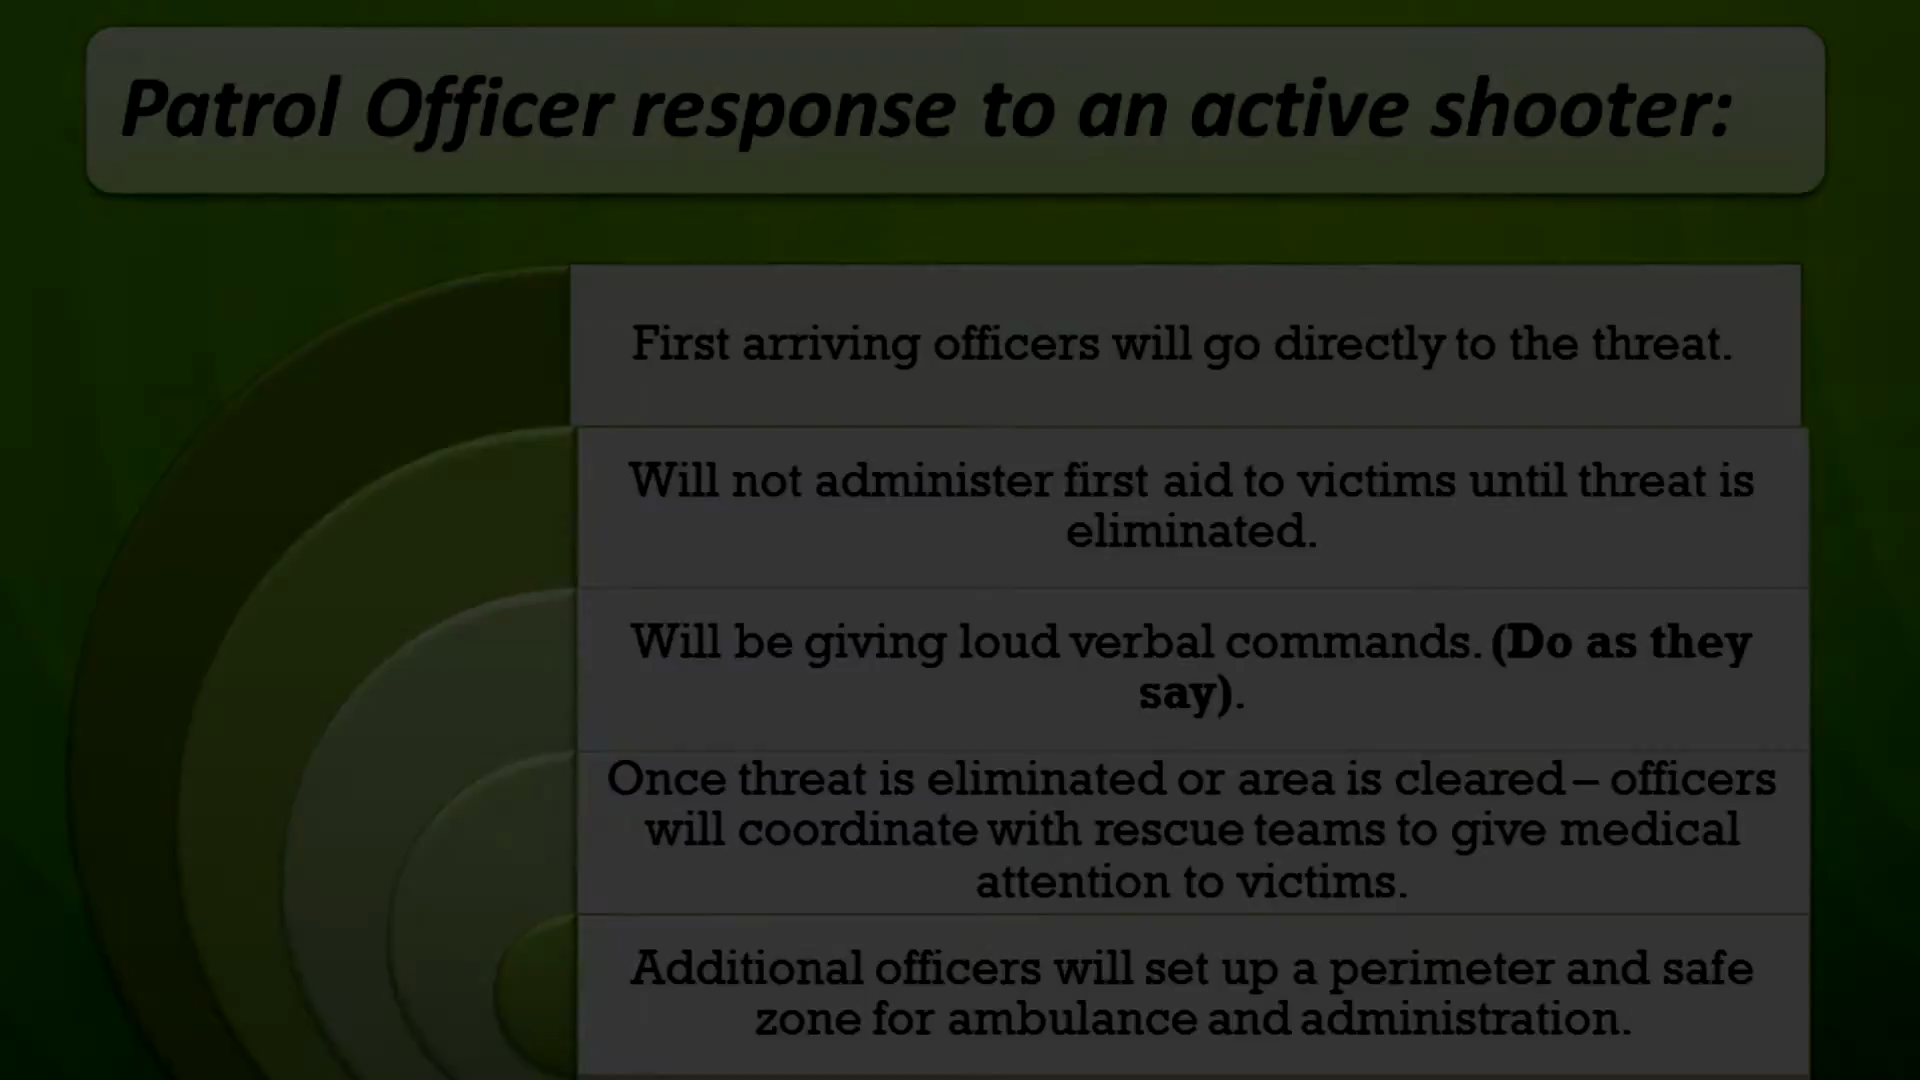 Patrol Officer response to an active shooter:
First arriving officers will go directly to the threat.
Will not administer first aid to victims until threat is
eliminated.
Will be giving loud verbal commands. (Do as they
say).
Once threat is eliminated or area is cleared – officers
will coordinate with rescue teams to give medical
attention to victims.
Additional officers will set up a perimeter and safe
zone for ambulance and administration.